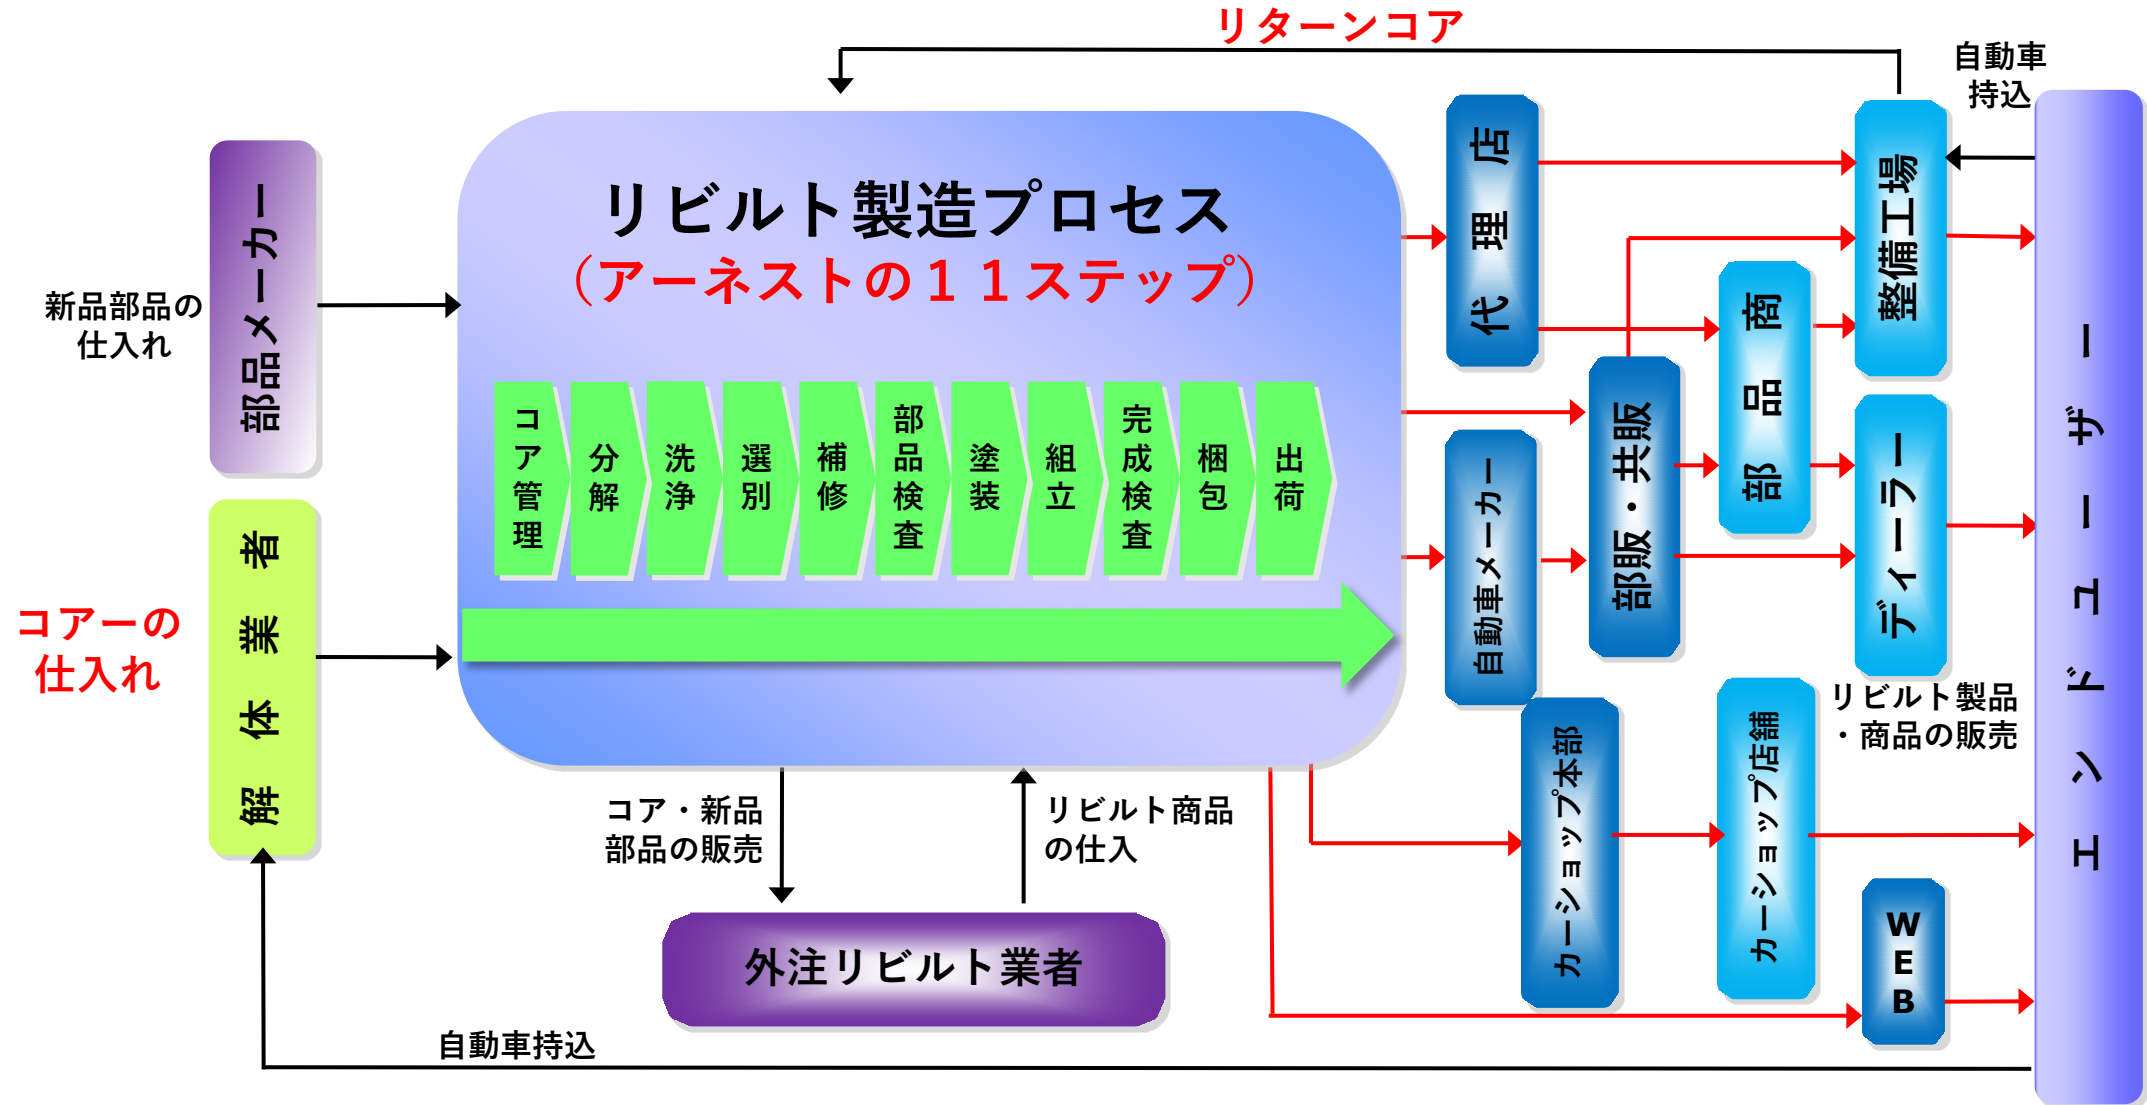 リターンコア
自動車
持込
部品メーカー
新品部品の
仕入れ
解体業者
コアーの
仕入れ
リビルト製造プロセス
（アーネストの１１ステップ）
コア管理
分解
洗浄
選別
補修
部品検査
塗装
組立
完成検査
梱包
出荷
コア・新品
部品の販売
リビルト商品
の仕入
外注リビルト業者
自動車持込
代理店
自動車メーカー
部販・共販
部品商
整備工場
ディーラー
リビルト製品
・商品の販売
カーショップ本部
カーショップ店舗
WEB
エンドユーザー